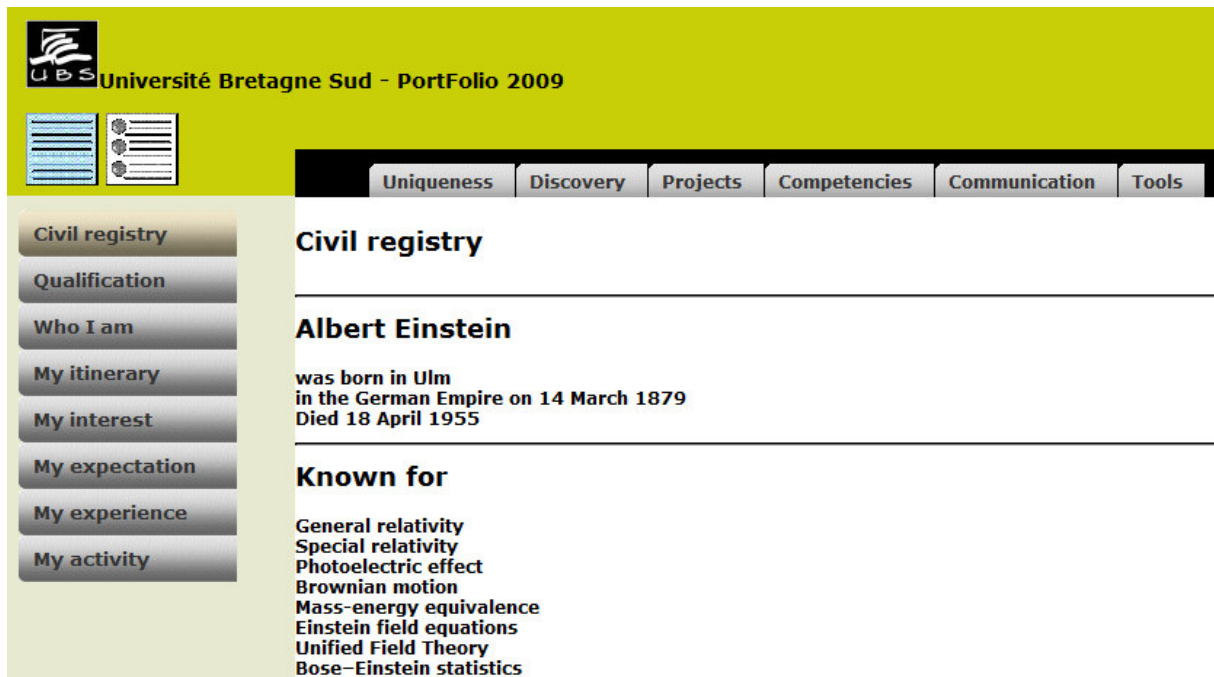 UBS
Université Bretagne Sud - PortFolio 2009
Uniqueness
Discovery
Projects
Competencies
Communication
Tools
Civil registry
Qualification
Who I am
My itinerary
My interest
My expectation
My experience
My activity
Civil registry
Albert Einstein
was born in Ulm
in the German Empire on 14 March 1879
Died 18 April 1955
Known for
General relativity
Special relativity
Photoelectric effect
Brownian motion
Mass-energy equivalence
Einstein field equations
Unified Field Theory
Bose–Einstein statistics